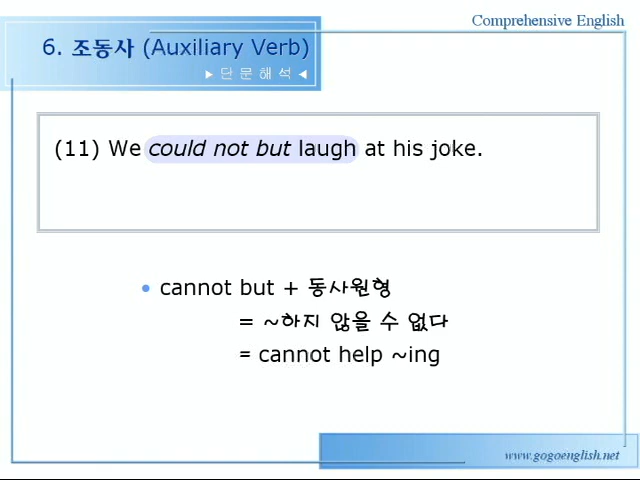 Comprehensive English
6. 조동사 (Auxiliary Verb)
▶ 단 문 해 석 ◀
(11) We could not but laugh at his joke.
• cannot but + 동사원형
= ~하지 않을 수 없다
= cannot help ~ing
www.gogoenglish.net